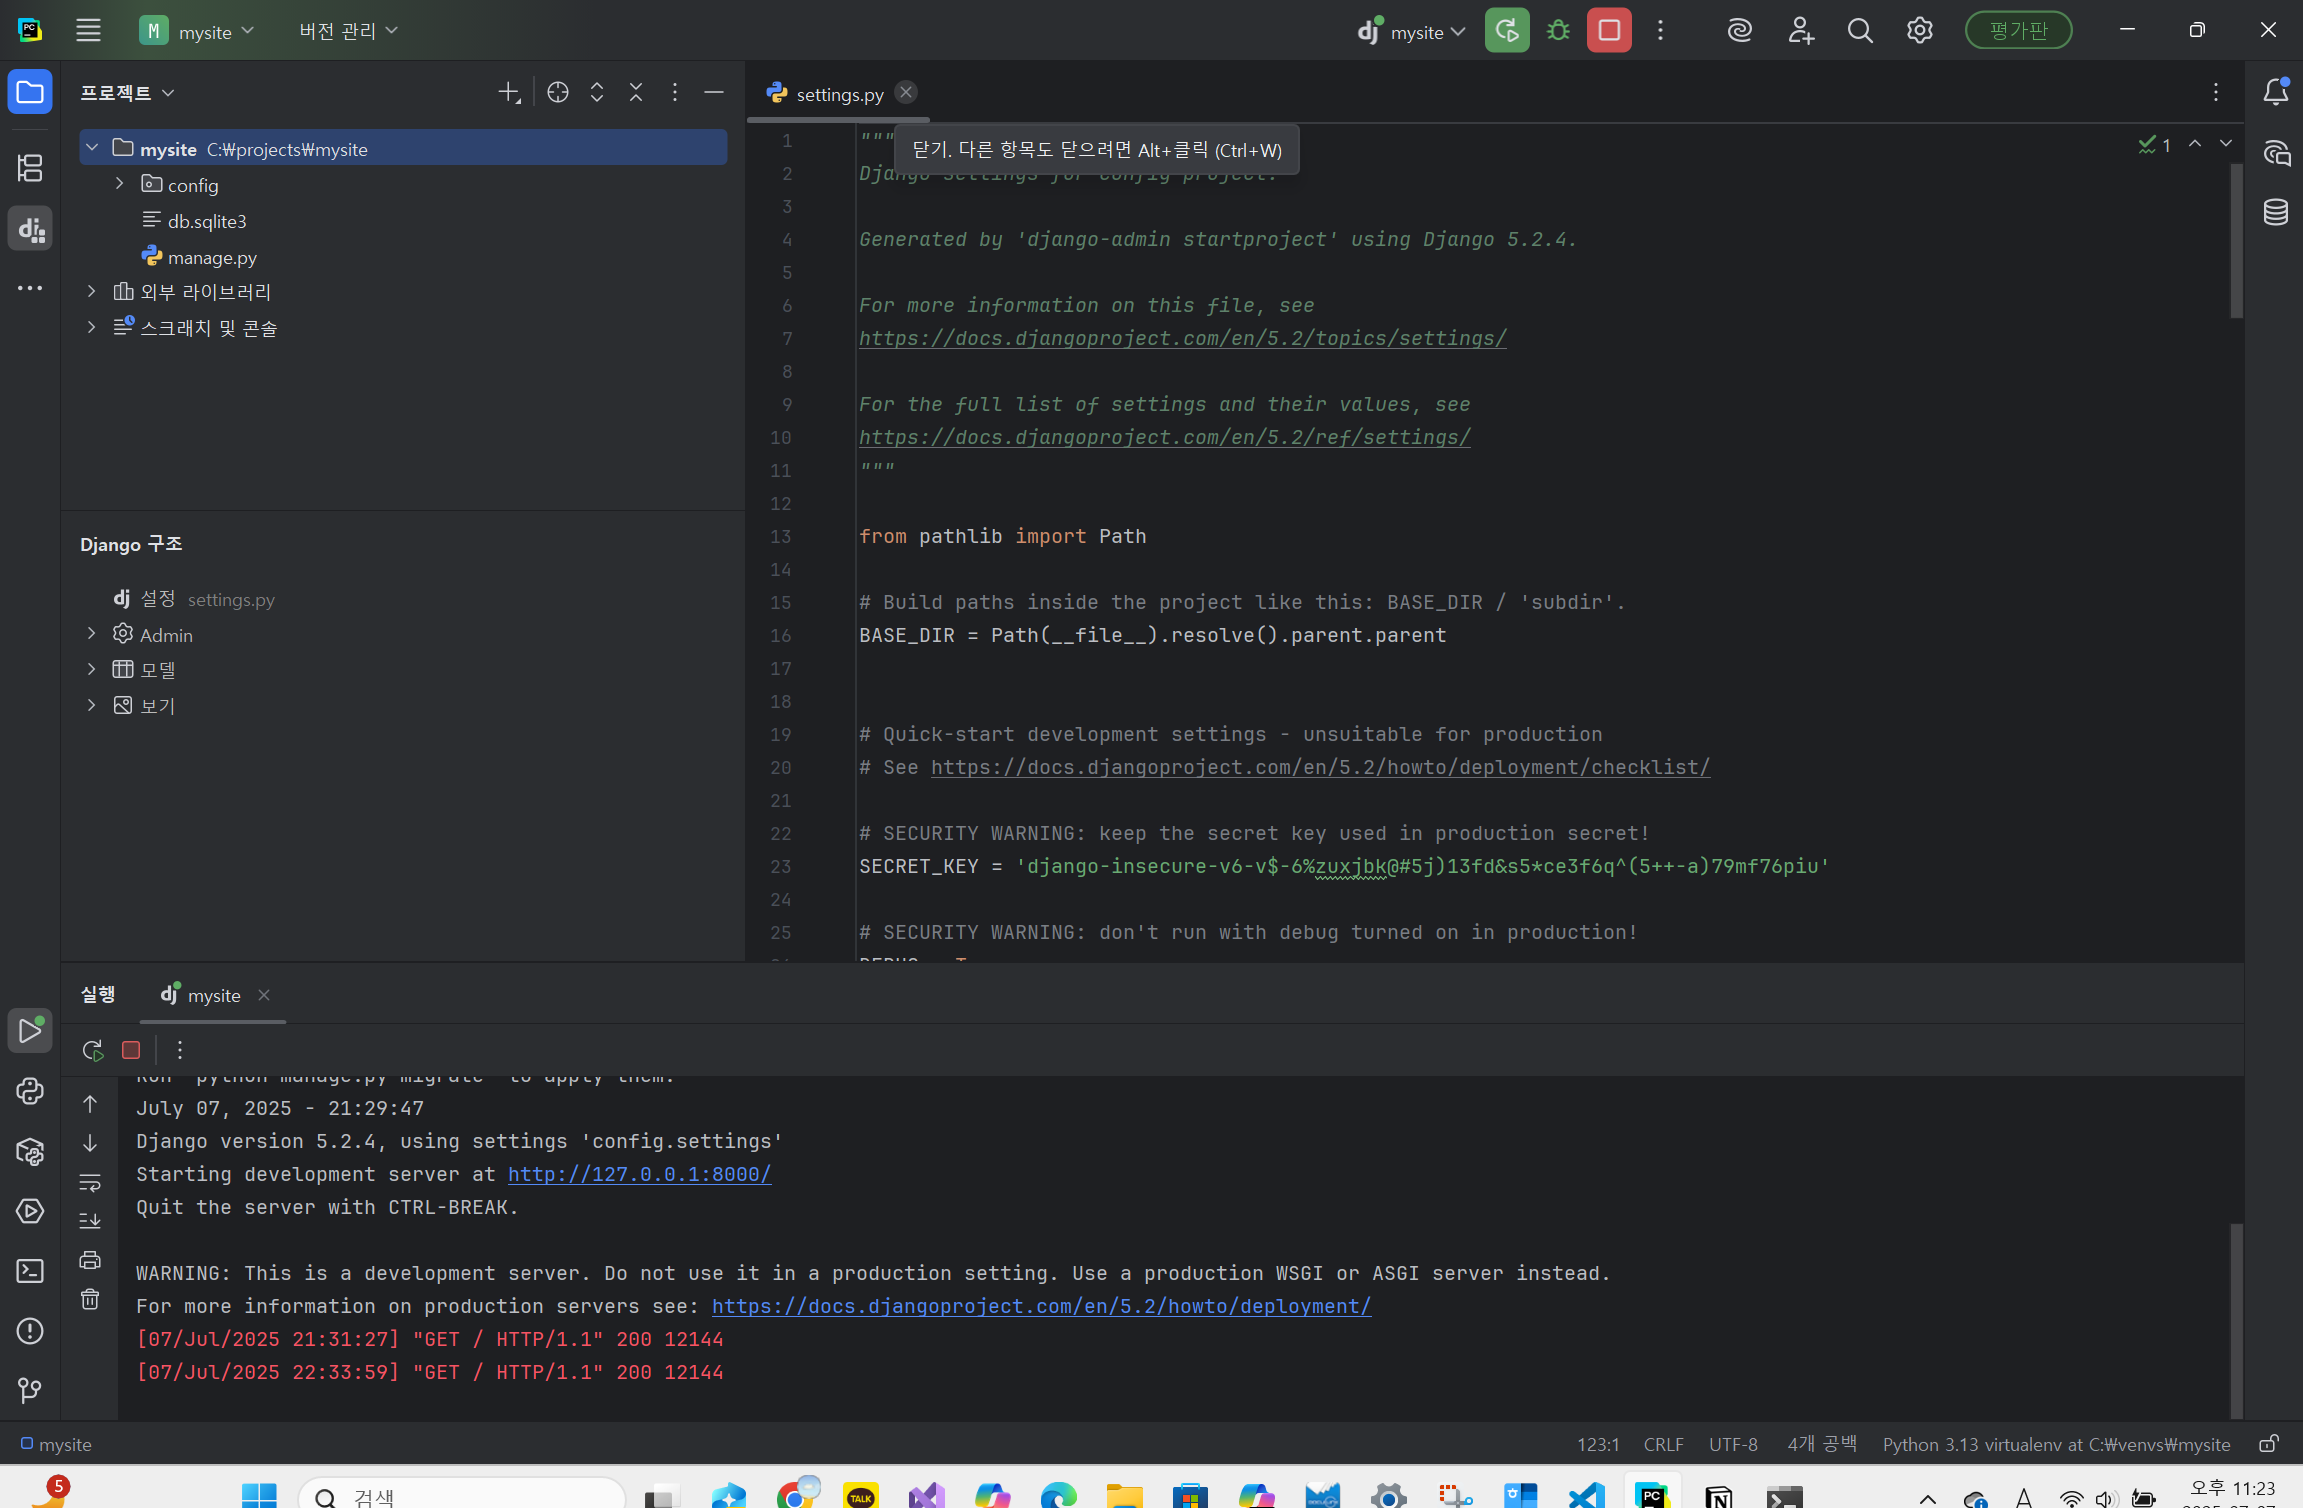 M mysite 버전 관리
dj mysite
평가판
프로젝트
settings.py
mysite C:₩projects₩mysite
닫기. 다른 항목도 닫으려면 Alt+클릭 (Ctrl+W)
config
db.sqlite3
manage.py
외부 라이브러리
스크래치 및 콘솔
Django 구조
dj 설정 settings.py
Admin
모델
보기
1 """
2 Django settings for config project.
3
4 Generated by 'django-admin startproject' using Django 5.2.4.
5
6 For more information on this file, see
7 https://docs.djangoproject.com/en/5.2/topics/settings/
8
9 For the full list of settings and their values, see
10 https://docs.djangoproject.com/en/5.2/ref/settings/
11 """
12
13 from pathlib import Path
14
15 # Build paths inside the project like this: BASE_DIR / 'subdir'.
16 BASE_DIR = Path(__file__).resolve().parent.parent
17
18
19 # Quick-start development settings - unsuitable for production
20 # See https://docs.djangoproject.com/en/5.2/howto/deployment/checklist/
21
22 # SECURITY WARNING: keep the secret key used in production secret!
23 SECRET_KEY = 'django-insecure-v6-v$-6%zuxjbk@#5j)13fd&s5*ce3f6q^(5++-a)79mf76piu'
24
25 # SECURITY WARNING: don't run with debug turned on in production!
1
실행 dj mysite
Run 'python manage.py migrate' to apply them.
July 07, 2025 - 21:29:47
Django version 5.2.4, using settings 'config.settings'
Starting development server at http://127.0.0.1:8000/
Quit the server with CTRL-BREAK.
WARNING: This is a development server. Do not use it in a production setting. Use a production WSGI or ASGI server instead.
For more information on production servers see: https://docs.djangoproject.com/en/5.2/howto/deployment/
[07/Jul/2025 21:31:27] "GET / HTTP/1.1" 200 12144
[07/Jul/2025 22:33:59] "GET / HTTP/1.1" 200 12144
mysite
123:1 CRLF UTF-8 4개 공백 Python 3.13 virtualenv at C:₩venvs₩mysite
5
검색
TALK
PC
A
오후 11:23